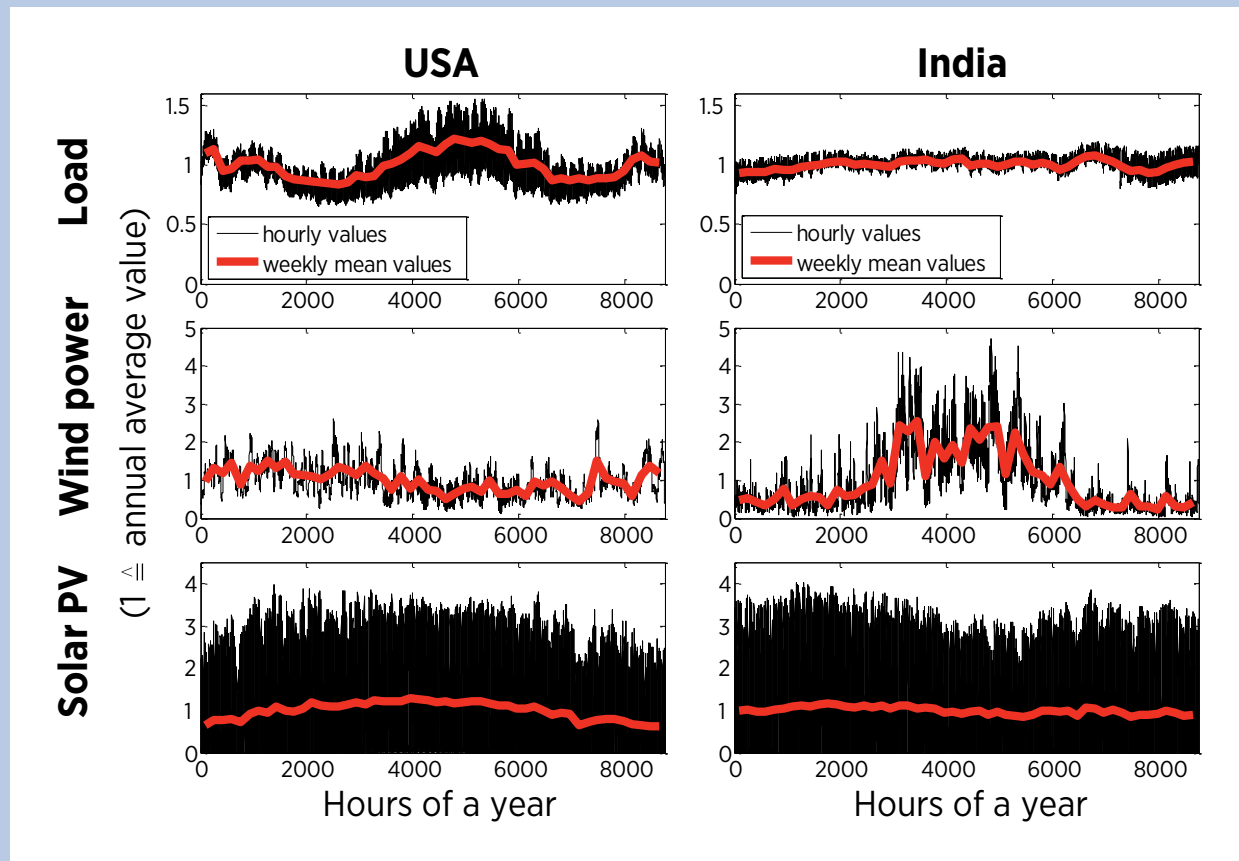 USA
India
Load
Wind power
Solar PV
(1 ≙ annual average value)
1.5
1
0.5
0
hourly values
weekly mean values
0 2000 4000 6000 8000
1.5
1
0.5
0
hourly values
weekly mean values
0 2000 4000 6000 8000
5
4
3
2
1
0
0 2000 4000 6000 8000
5
4
3
2
1
0
0 2000 4000 6000 8000
4
3
2
1
0
0 2000 4000 6000 8000
Hours of a year
4
3
2
1
0
0 2000 4000 6000 8000
Hours of a year